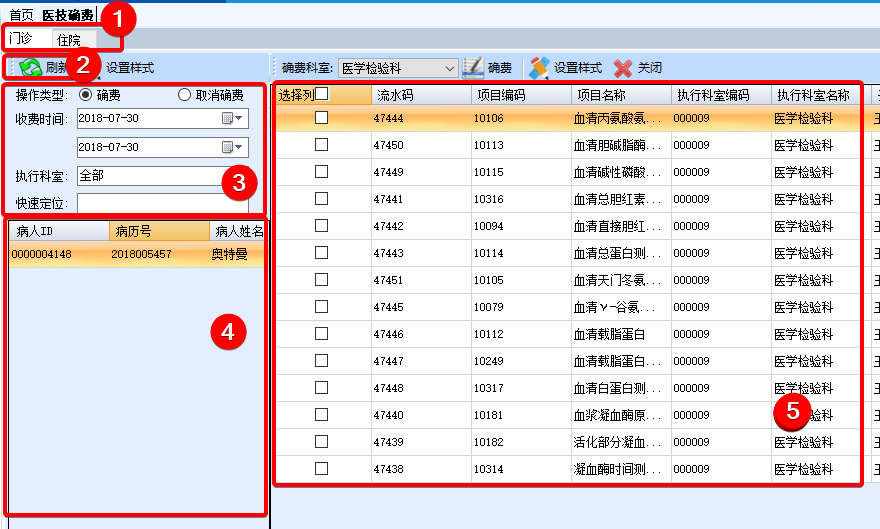 首页 医技确费
1
门诊 住院
刷新 2 设置样式
确费科室: 医学检验科 确费 设置样式 关闭
操作类型: 确费 取消确费
收费时间: 2018-07-30
2018-07-30
执行科室: 全部
3
快速定位:
病人ID 病历号 病人姓名
0000004148 2018005457 奥特曼
4
选择列 流水码 项目编码 项目名称 执行科室编码 执行科室名称
47444 10106 血清丙氨酸氨... 000009 医学检验科
47450 10113 血清胆碱脂酶... 000009 医学检验科
47449 10115 血清碱性磷酸... 000009 医学检验科
47441 10316 血清总胆红素... 000009 医学检验科
47442 10094 血清直接胆红... 000009 医学检验科
47443 10114 血清总蛋白测... 000009 医学检验科
47451 10105 血清天门冬氨... 000009 医学检验科
47445 10079 血清γ-谷氨... 000009 医学检验科
47446 10112 血清载脂蛋白 000009 医学检验科
47447 10249 血清载脂蛋白 000009 医学检验科
47448 10317 血清白蛋白测... 000009 医学检验科
47440 10181 血浆凝血酶原... 000009 医学检验科
5
47439 10182 活化部分凝血... 000009 医学检验科
47438 10314 凝血酶时间测... 000009 医学检验科